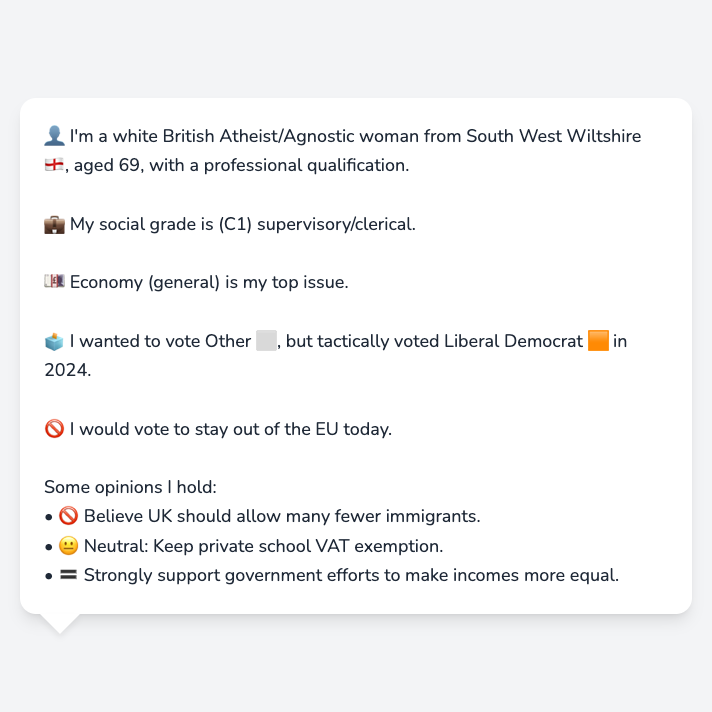 👤 I'm a white British Atheist/Agnostic woman from South West Wiltshire
🏴󠁧󠁢󠁥󠁮󠁧󠁿, aged 69, with a professional qualification.
💼 My social grade is (C1) supervisory/clerical.
💷 Economy (general) is my top issue.
🗳️ I wanted to vote Other ⬜, but tactically voted Liberal Democrat 🟧 in
2024.
🚫 I would vote to stay out of the EU today.
Some opinions I hold:
• 🚫 Believe UK should allow many fewer immigrants.
• 😐 Neutral: Keep private school VAT exemption.
• 🟰 Strongly support government efforts to make incomes more equal.